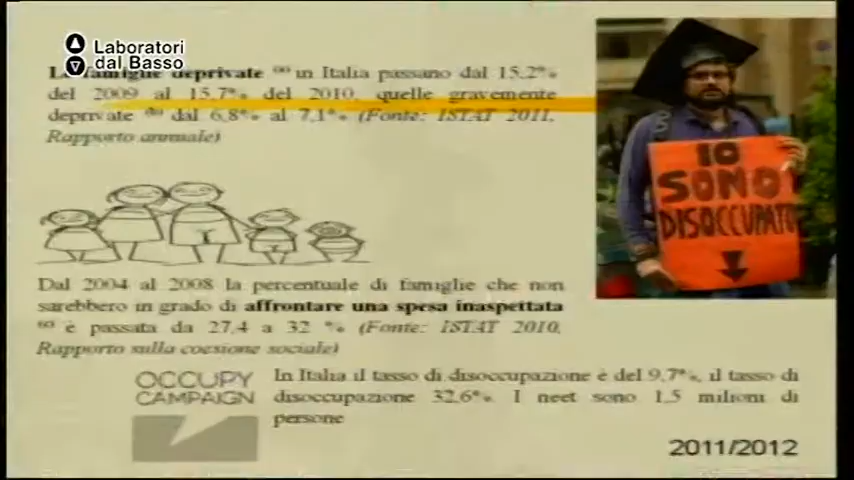 Laboratori
dal Basso
Le famiglie deprivate in Italia passano dal 15,2%
del 2009 al 15,7% del 2010, quelle gravemente
deprivate dal 6,8% al 7,1% (Fonte: ISTAT 2011,
Rapporto annuale)
IO
SONO
DISOCCUPATO
Dal 2004 al 2008 la percentuale di famiglie che non
sarebbero in grado di affrontare una spesa inaspettata
è passata da 27,4 a 32 % (Fonte: ISTAT 2010,
Rapporto sulla coesione sociale)
OCCUPY
CAMPAIGN
In Italia il tasso di disoccupazione è del 9,7%, il tasso di
disoccupazione 32,6%. I neet sono 1,5 milioni di
persone
2011/2012